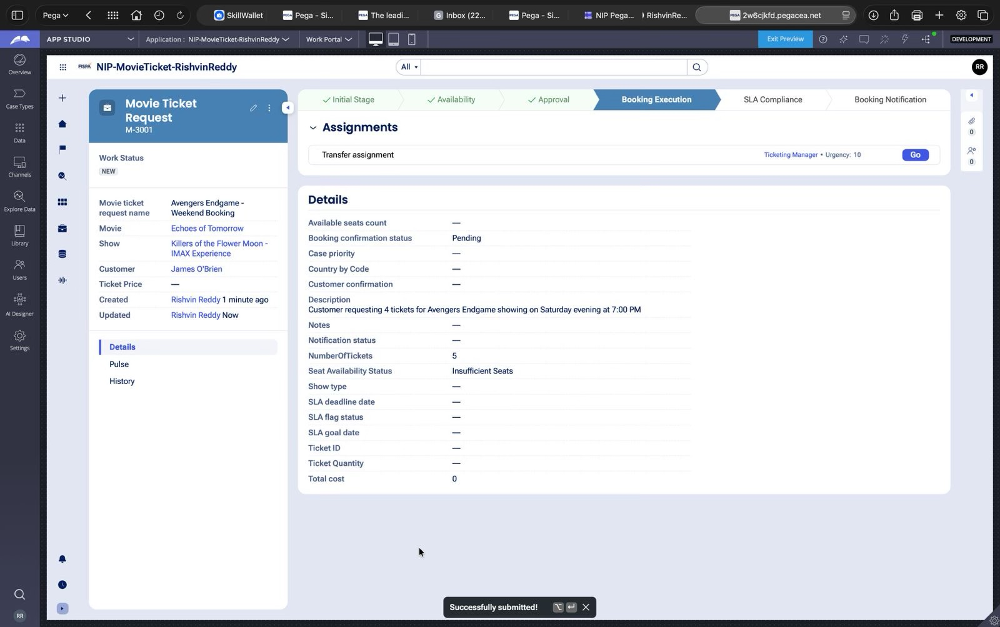 Pega
SkillWallet
Pega - Si...
The leadi...
Inbox (22...
Pega - Si...
NIP Pega...
RishvinRe...
2w6cjkfd.pegacea.net
APP STUDIO
Application : NIP-MovieTicket-RishvinReddy
Work Portal
Exit Preview
DEVELOPMENT
Overview
Case Types
Data
Channels
Explore Data
Library
Users
AI Designer
Settings
RR
FISPA
NIP-MovieTicket-RishvinReddy
All
RR
Movie Ticket
Request
M-3001
Work Status
NEW
Movie ticket request name
Avengers Endgame - Weekend Booking
Movie
Echoes of Tomorrow
Show
Killers of the Flower Moon - IMAX Experience
Customer
James O'Brien
Ticket Price —
Created
Rishvin Reddy 1 minute ago
Updated
Rishvin Reddy Now
Details
Pulse
History
Initial Stage
Availability
Approval
Booking Execution
SLA Compliance
Booking Notification
Assignments
Transfer assignment
Ticketing Manager • Urgency: 10
Go
0
0
Details
Available seats count —
Booking confirmation status Pending
Case priority —
Country by Code —
Customer confirmation —
Description
Customer requesting 4 tickets for Avengers Endgame showing on Saturday evening at 7:00 PM
Notes —
Notification status —
NumberOfTickets 5
Seat Availability Status Insufficient Seats
Show type —
SLA deadline date —
SLA flag status —
SLA goal date —
Ticket ID —
Ticket Quantity —
Total cost 0
Successfully submitted!